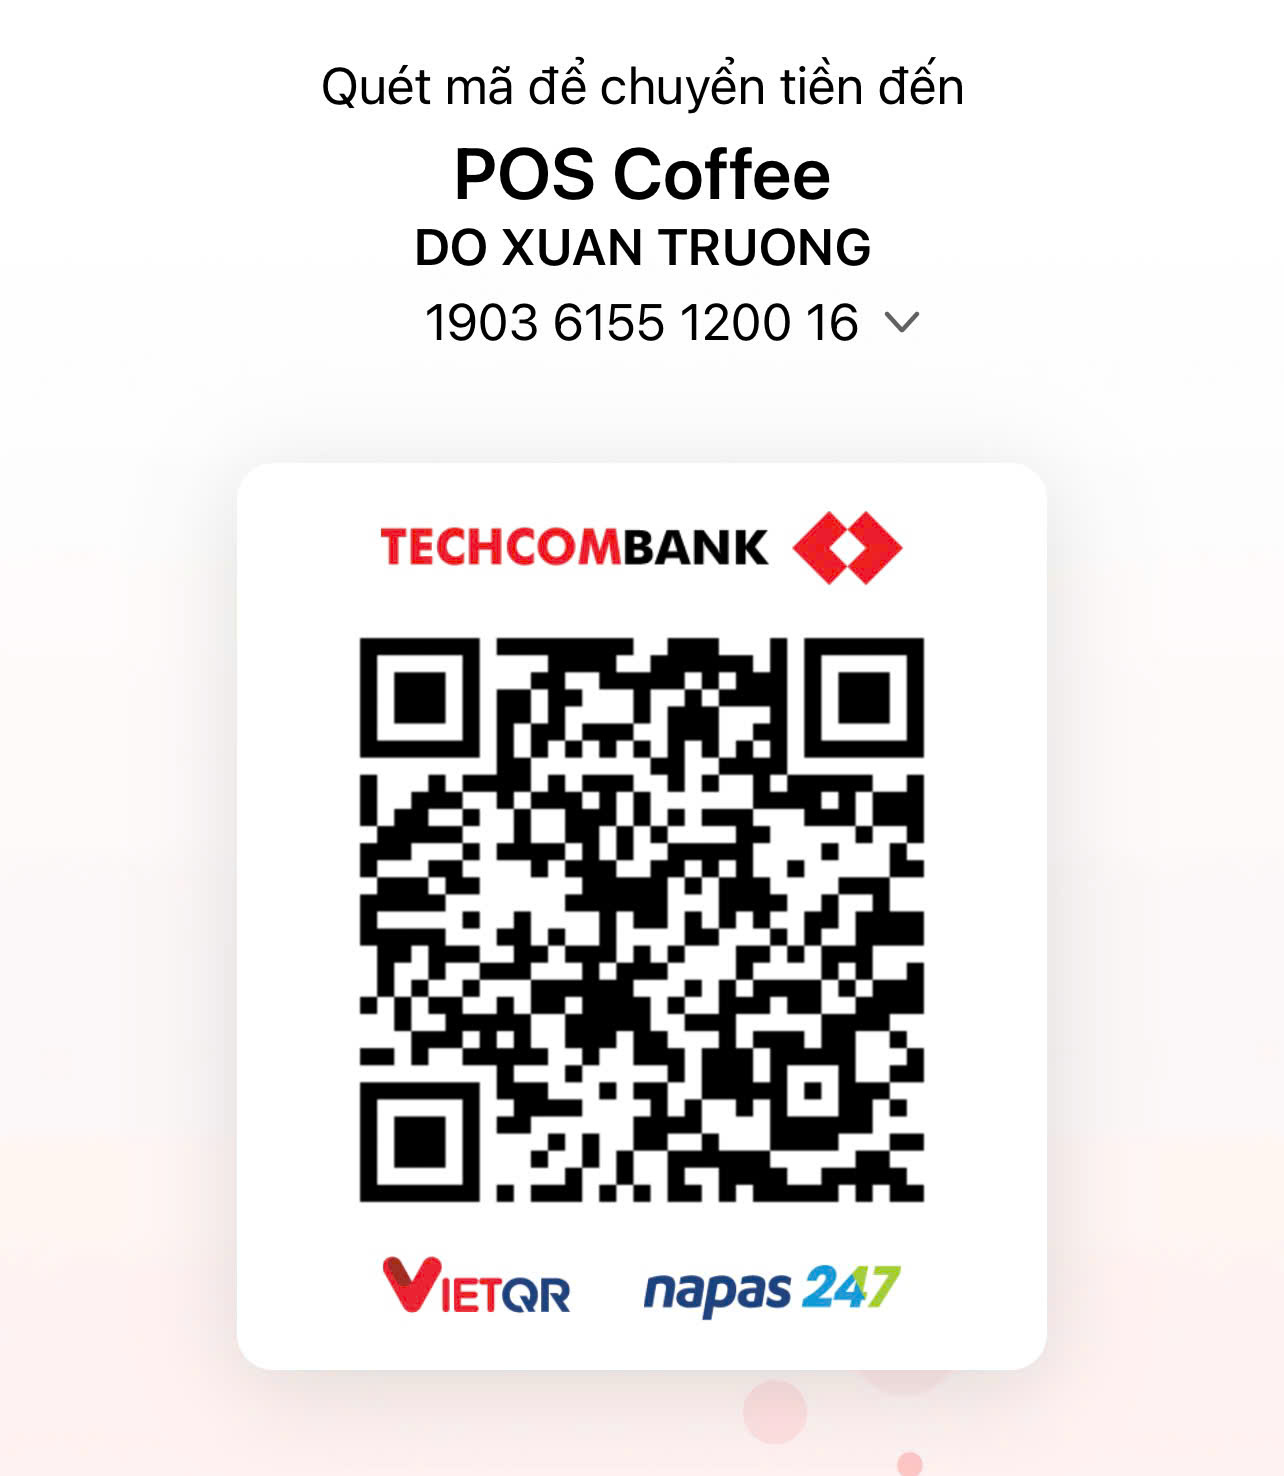 Quét mã để chuyển tiền đến
POS Coffee
DO XUAN TRUONG
1903 6155 1200 16
TECHCOMBANK
VIETQR
napas 247